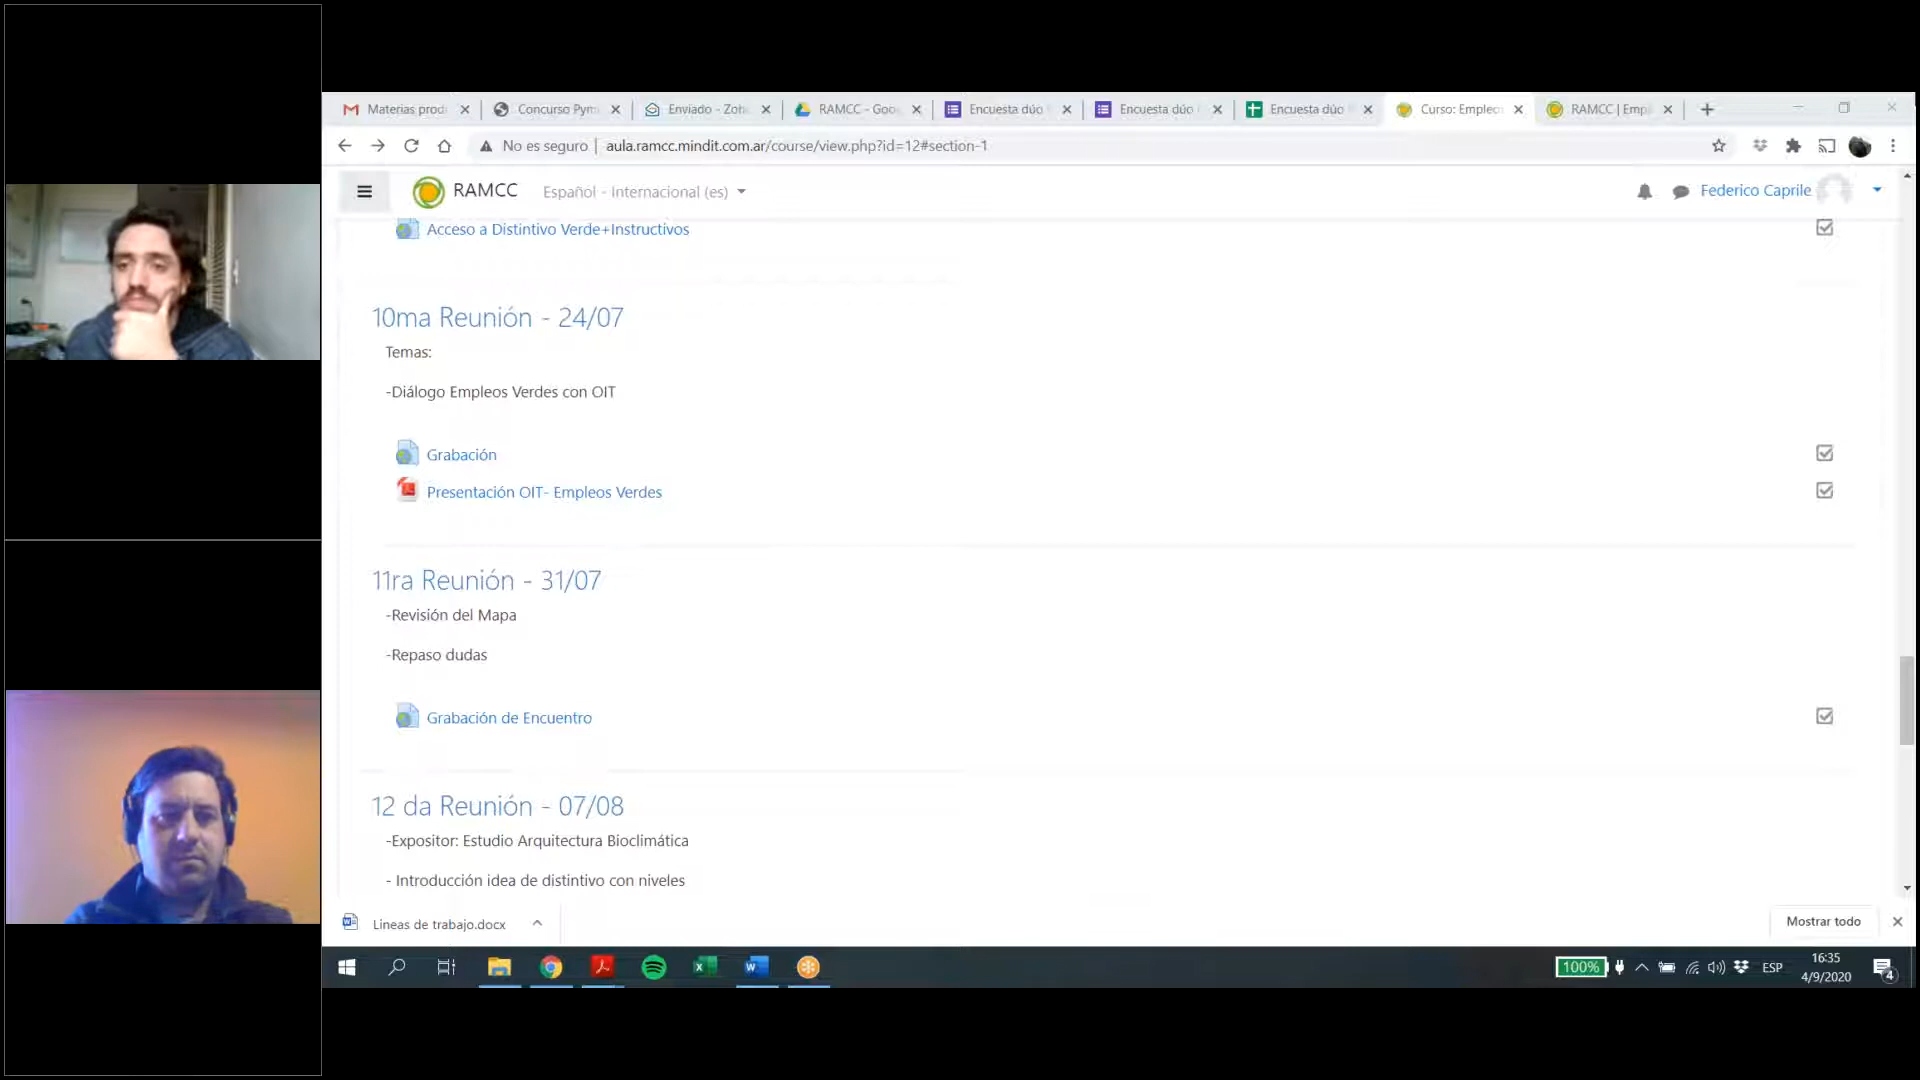 Materias prod
Concurso Pym
Enviado - Zoh
RAMCC - Goo
Encuesta dúo
Encuesta dúo
Encuesta dúo
Curso: Empleo
RAMCC | Emp
No es seguro | aula.ramcc.mindit.com.ar/course/view.php?id=12#section-1
RAMCC
Español - Internacional (es)
Federico Caprile
Acceso a Distintivo Verde+Instructivos
10ma Reunión - 24/07
Temas:
-Diálogo Empleos Verdes con OIT
Grabación
Presentación OIT- Empleos Verdes
11ra Reunión - 31/07
-Revisión del Mapa
-Repaso dudas
Grabación de Encuentro
12 da Reunión - 07/08
-Expositor: Estudio Arquitectura Bioclimática
- Introducción idea de distintivo con niveles
Lineas de trabajo.docx
Mostrar todo
100%
ESP
16:35
4/9/2020
4